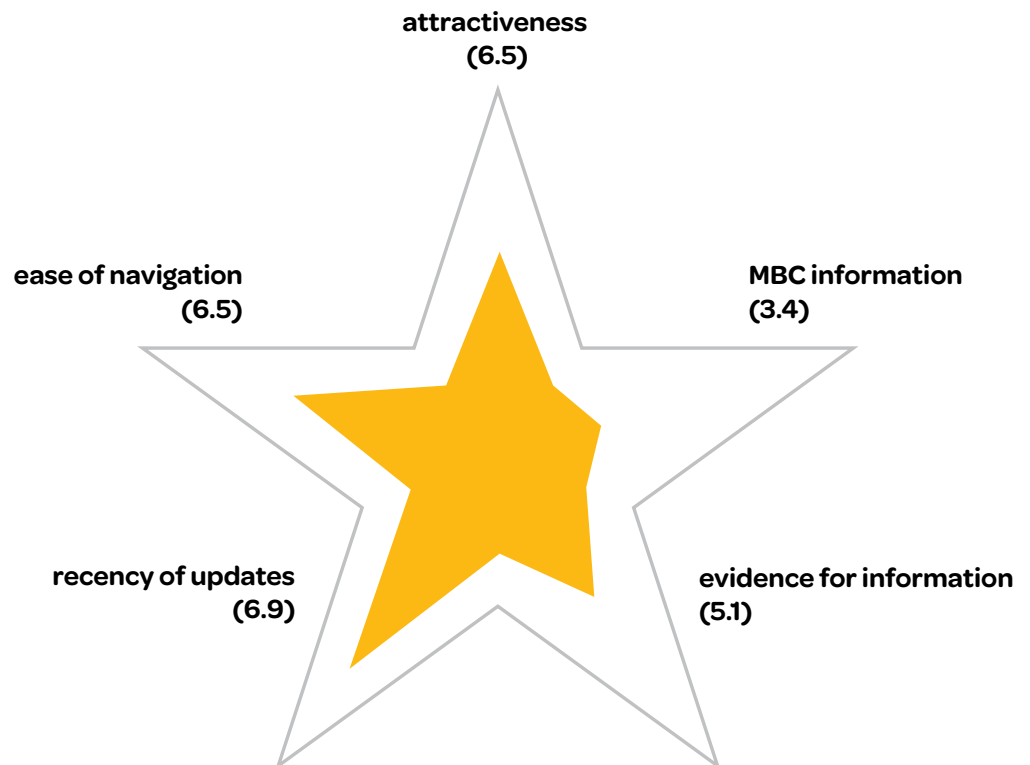 attractiveness
(6.5)
ease of navigation
(6.5)
MBC information
(3.4)
recency of updates
(6.9)
evidence for information
(5.1)